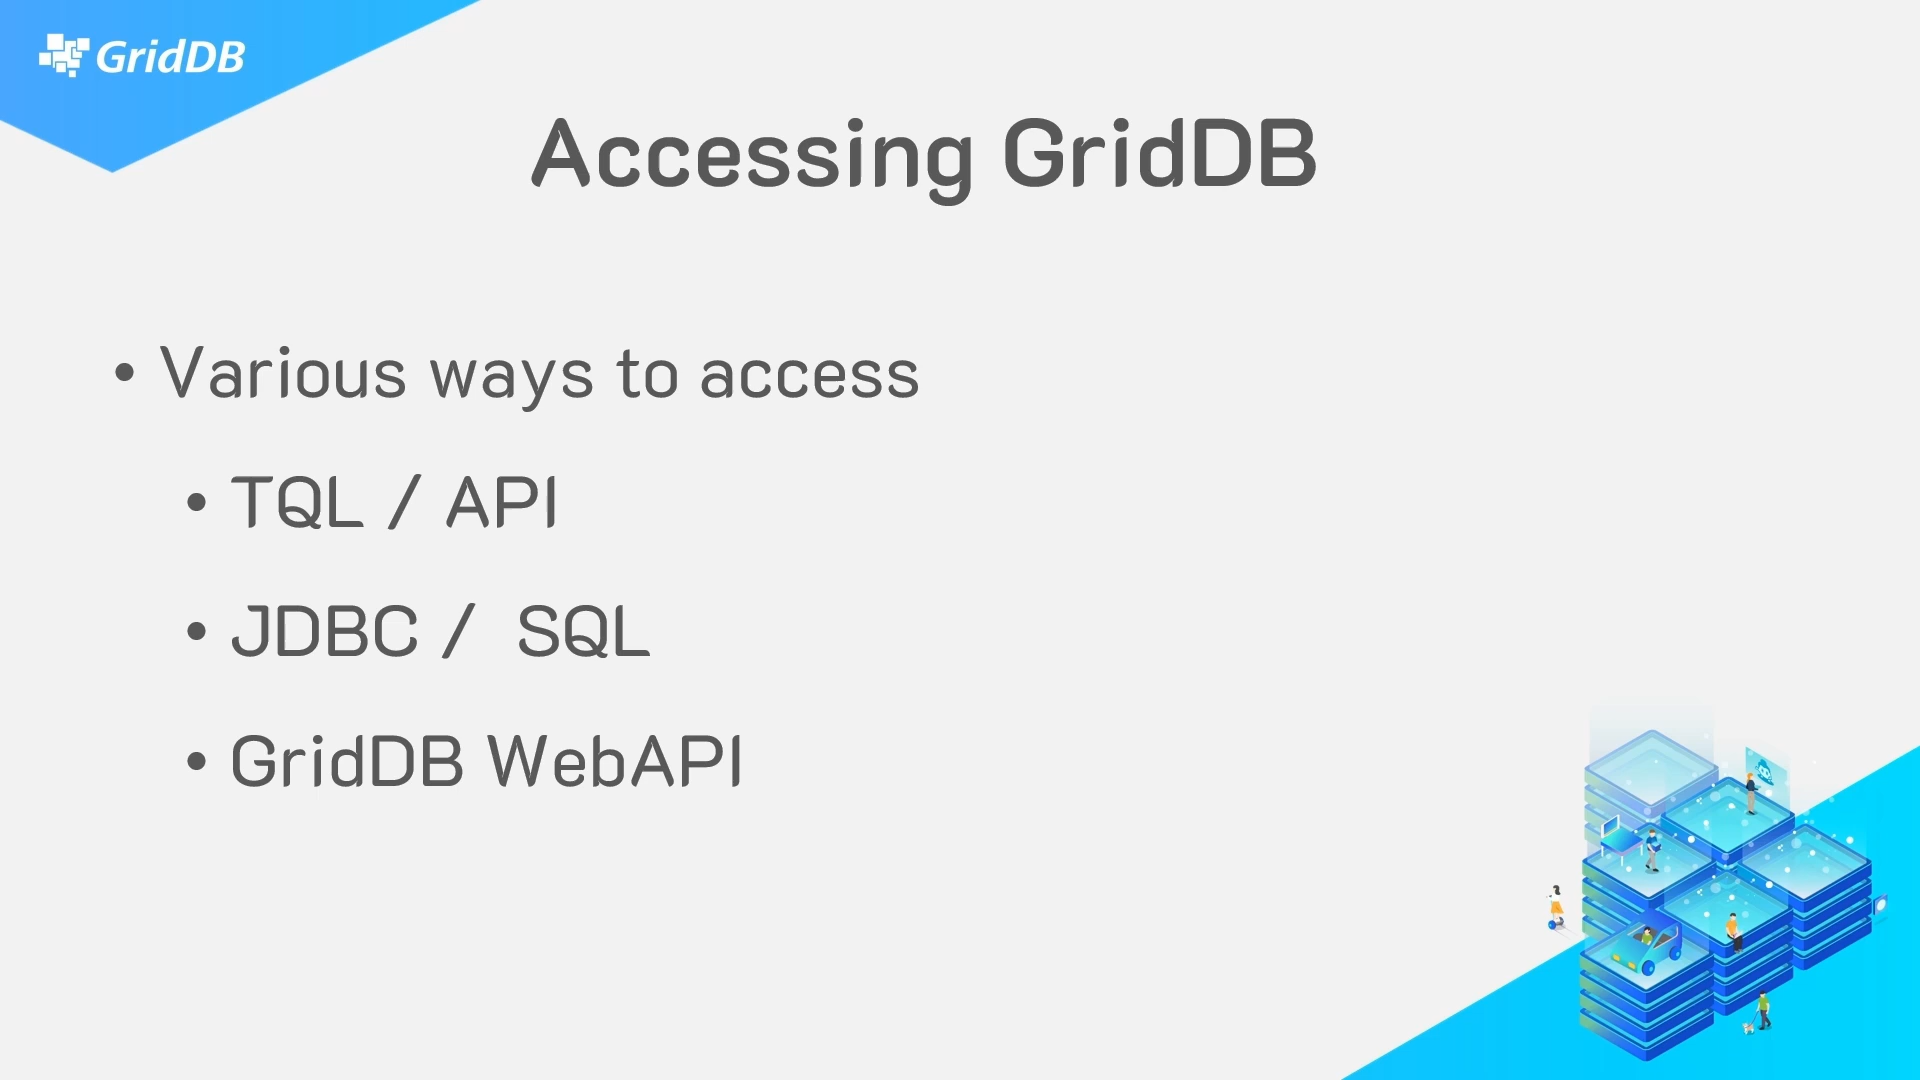 GridDB
Accessing GridDB
• Various ways to access
• TQL / API
• JDBC / SQL
• GridDB WebAPI